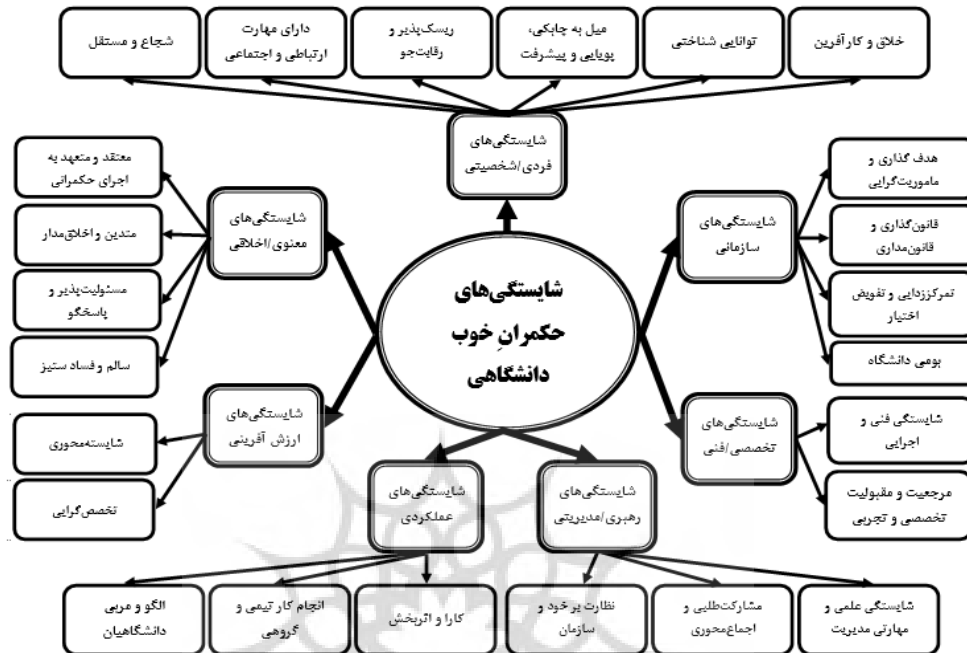 خلاق و کارآفرین
توانایی شناختی
میل به چابکی،
پویایی و پیشرفت
ریسک‌پذیر و
رقابت‌جو
دارای مهارت
ارتباطی و اجتماعی
شجاع و مستقل
شایستگی‌های
فردی/شخصیتی
هدف گذاری و
ماموریت‌گرایی
قانون‌گذاری و
قانون‌مداری
تمرکززدایی و تفویض
اختیار
بومی دانشگاه
شایستگی‌های
سازمانی
شایستگی‌های
معنوی/اخلاقی
معتقد و متعهد به
اجرای حکمرانی
متدین و اخلاق‌مدار
مسئولیت‌پذیر و
پاسخگو
سالم و فساد ستیز
شایستگی‌های
حکمرانِ خوب
دانشگاهی
شایستگی فنی و
اجرایی
مرجعیت و مقبولیت
تخصصی و تجربی
شایستگی‌های
تخصصی/فنی
شایستگی‌های
ارزش آفرینی
شایسته‌محوری
تخصص‌گرایی
شایستگی‌های
رهبری/مدیریتی
شایستگی‌های
عملکردی
شایستگی علمی و
مهارتی مدیریت
مشارکت‌طلبی و
اجماع‌محوری
نظارت بر خود و
سازمان
کارا و اثربخش
انجام کار تیمی و
گروهی
الگو و مربی
دانشگاهیان